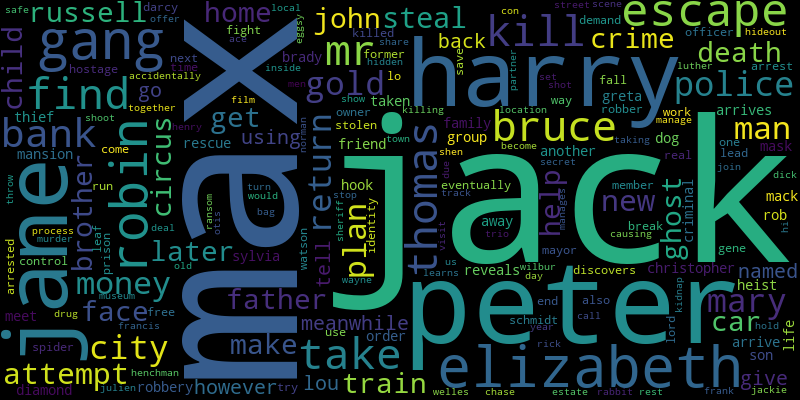 safe
russell
darcy
offer
home
local
street
scene
con
escape
john
steal
fight
ace
eggsy
killed
share
former
hidden
kill
demand
officer
hideout
crime
back
child
gang
mr
brady
next
time
hostage
accidentally
inside
lo
save
partner
death
luther
arrest
find
go
together
gold
taken
killing
fall
greta
robber
police
set
shot
way
max
harry
jack
thief
shoot
film
men
show
owner
stolen
town
location
become
bruce
work
manage
arrives
man
bank
robin
circus
get
using
henry
norman
return
friend
thomas
family
group
shen
due
another
secret
taking
dog
real
one
lead
join
mask
mansion
come
rescue
plan
hook
stop
identity
sheriff
eventually
track
visit
help
new
member
break
causing
ghost
criminal
mack
rob
dick
hi
throw
jane
brother
run
leaf
prison
deal
turn
would
bag
ransom
otis
tell
away
us
learns
trio
wilbur
day
manages
mayor
gene
arrested
process
murder
control
later
old
sylvia
watson
wayne
reveals
discovers
christopher
named
money
museum
father
peter
mary
heist
meet
drug
face
free
francis
meanwhile
use
order
end
also
schmidt
year
call
rick
lord
kidnap
car
hold
arrive
life
spider
city
make
take
elizabeth
son
attempt
henchman
julien
robbery
however
try
lou
train
give
diamond
welles
chase
estate
rabbit
rest
frank
jackie